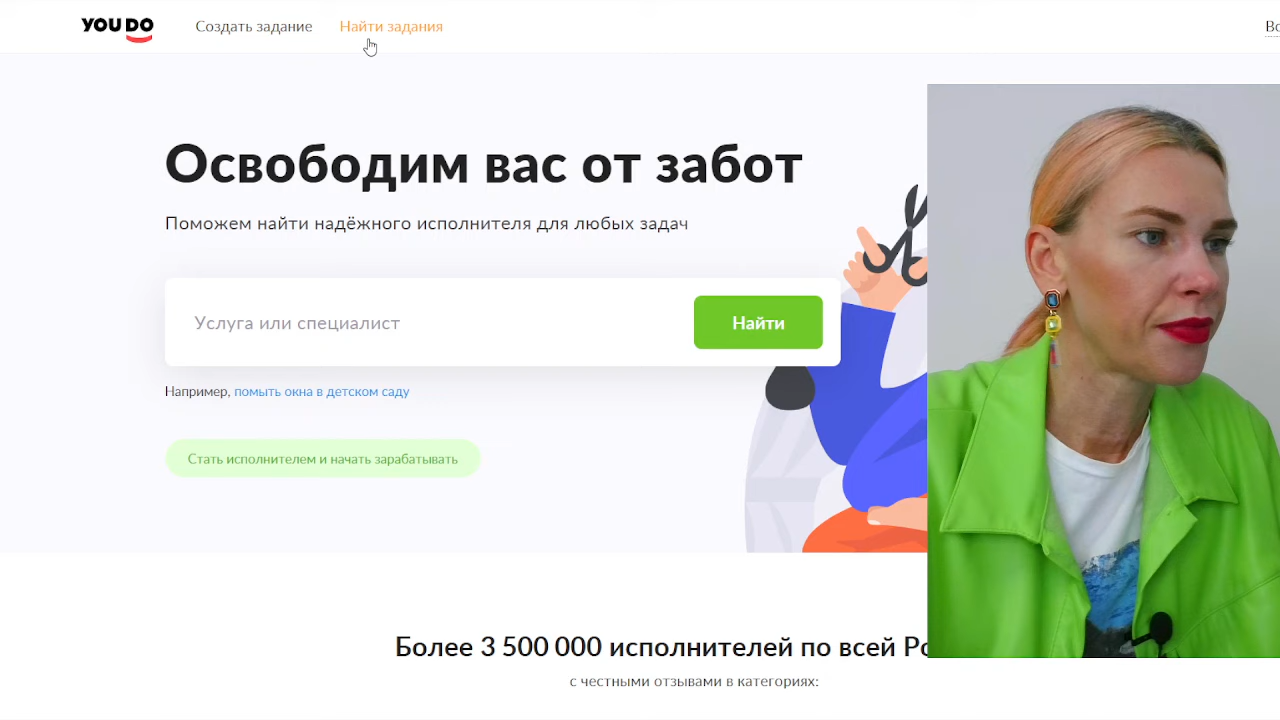 YOU DO
Создать задание
Найти задания
Вс
Освободим вас от забот
Поможем найти надёжного исполнителя для любых задач
Услуга или специалист
Найти
Например, помыть окна в детском саду
Стать исполнителем и начать зарабатывать
Более 3 500 000 исполнителей по всей Ро
с честными отзывами в категориях: